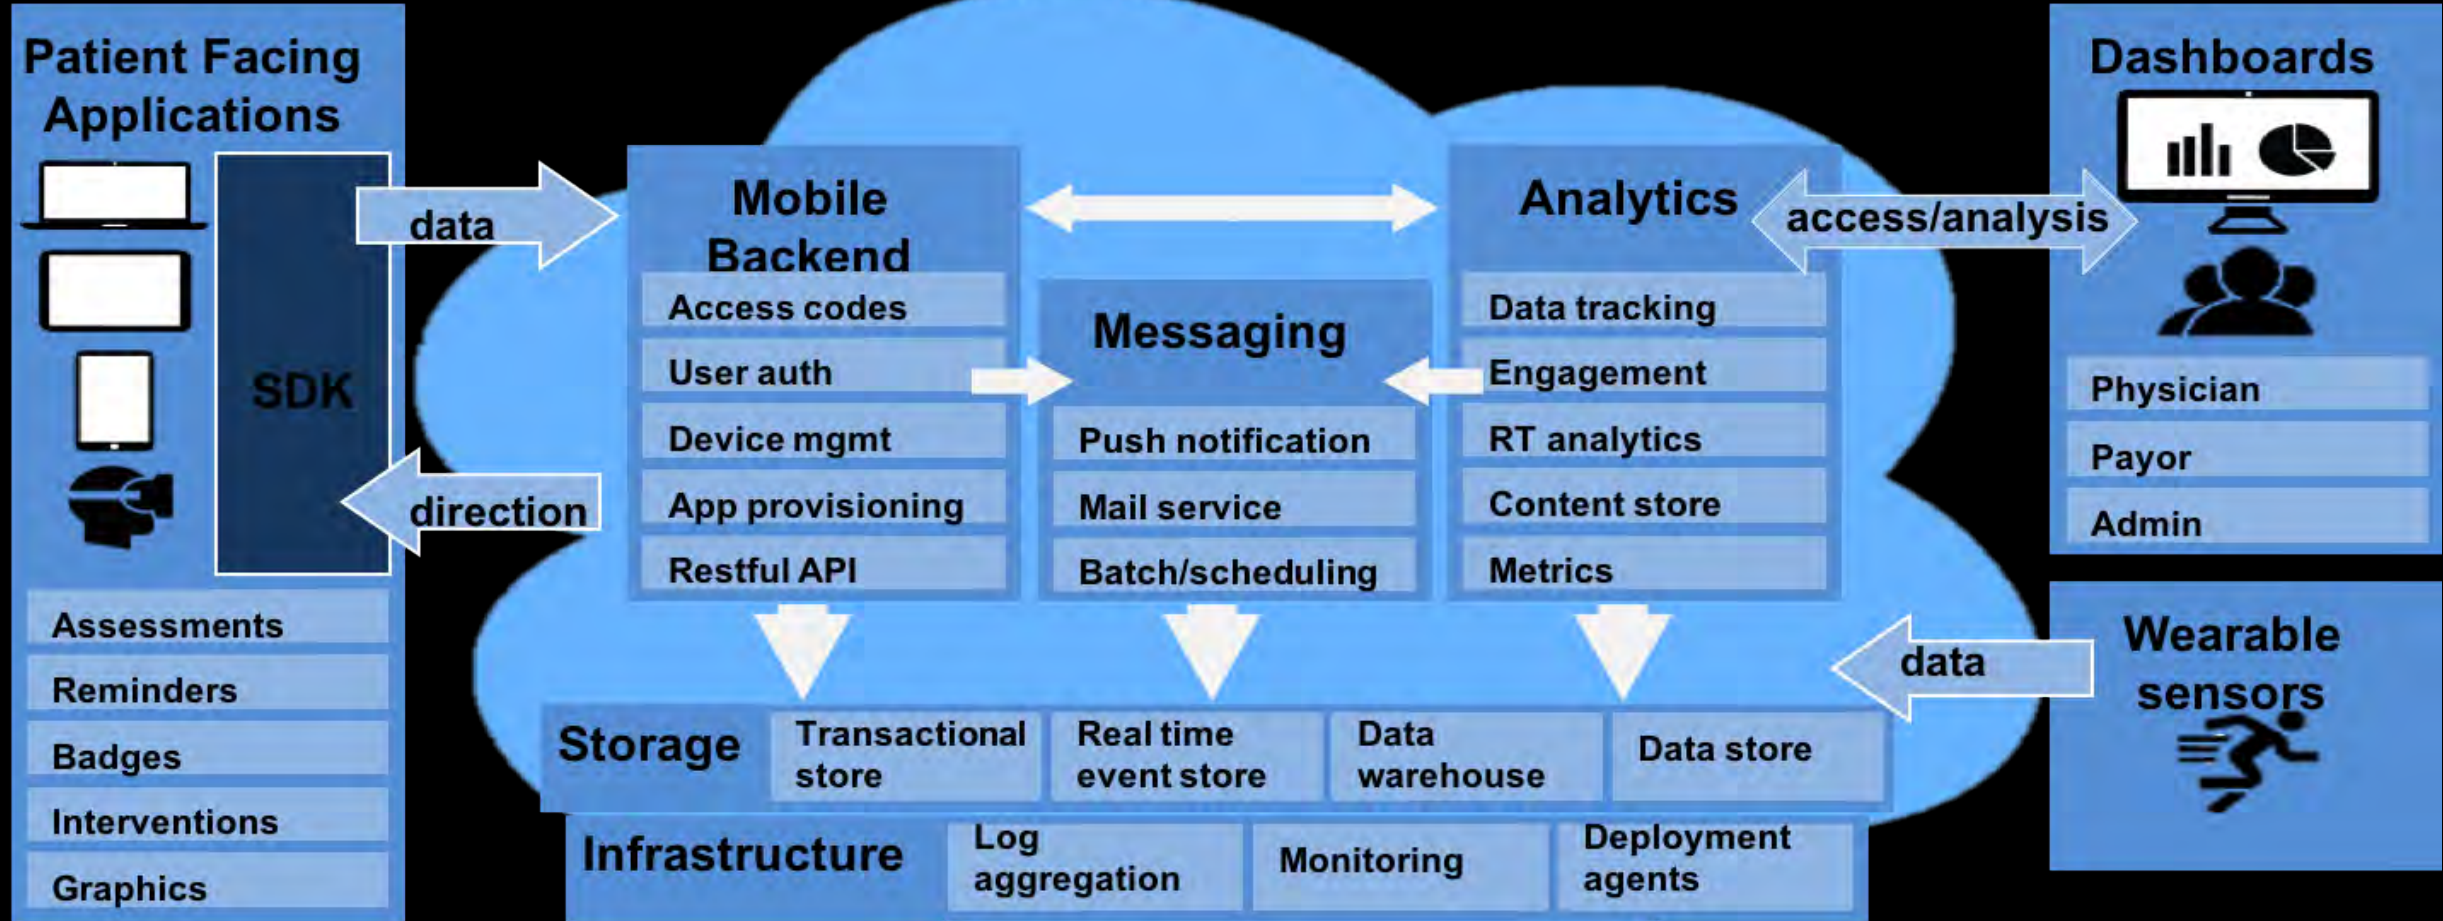 Patient Facing
Applications
SDK
data
direction
Assessments
Reminders
Badges
Interventions
Graphics
Mobile
Backend
Access codes
User auth
Device mgmt
App provisioning
Restful API
Messaging
Push notification
Mail service
Batch/scheduling
Analytics
Data tracking
Engagement
RT analytics
Content store
Metrics
access/analysis
Dashboards
Physician
Payor
Admin
data
Wearable
sensors
Storage
Transactional
store
Real time
event store
Data
warehouse
Data store
Infrastructure
Log
aggregation
Monitoring
Deployment
agents